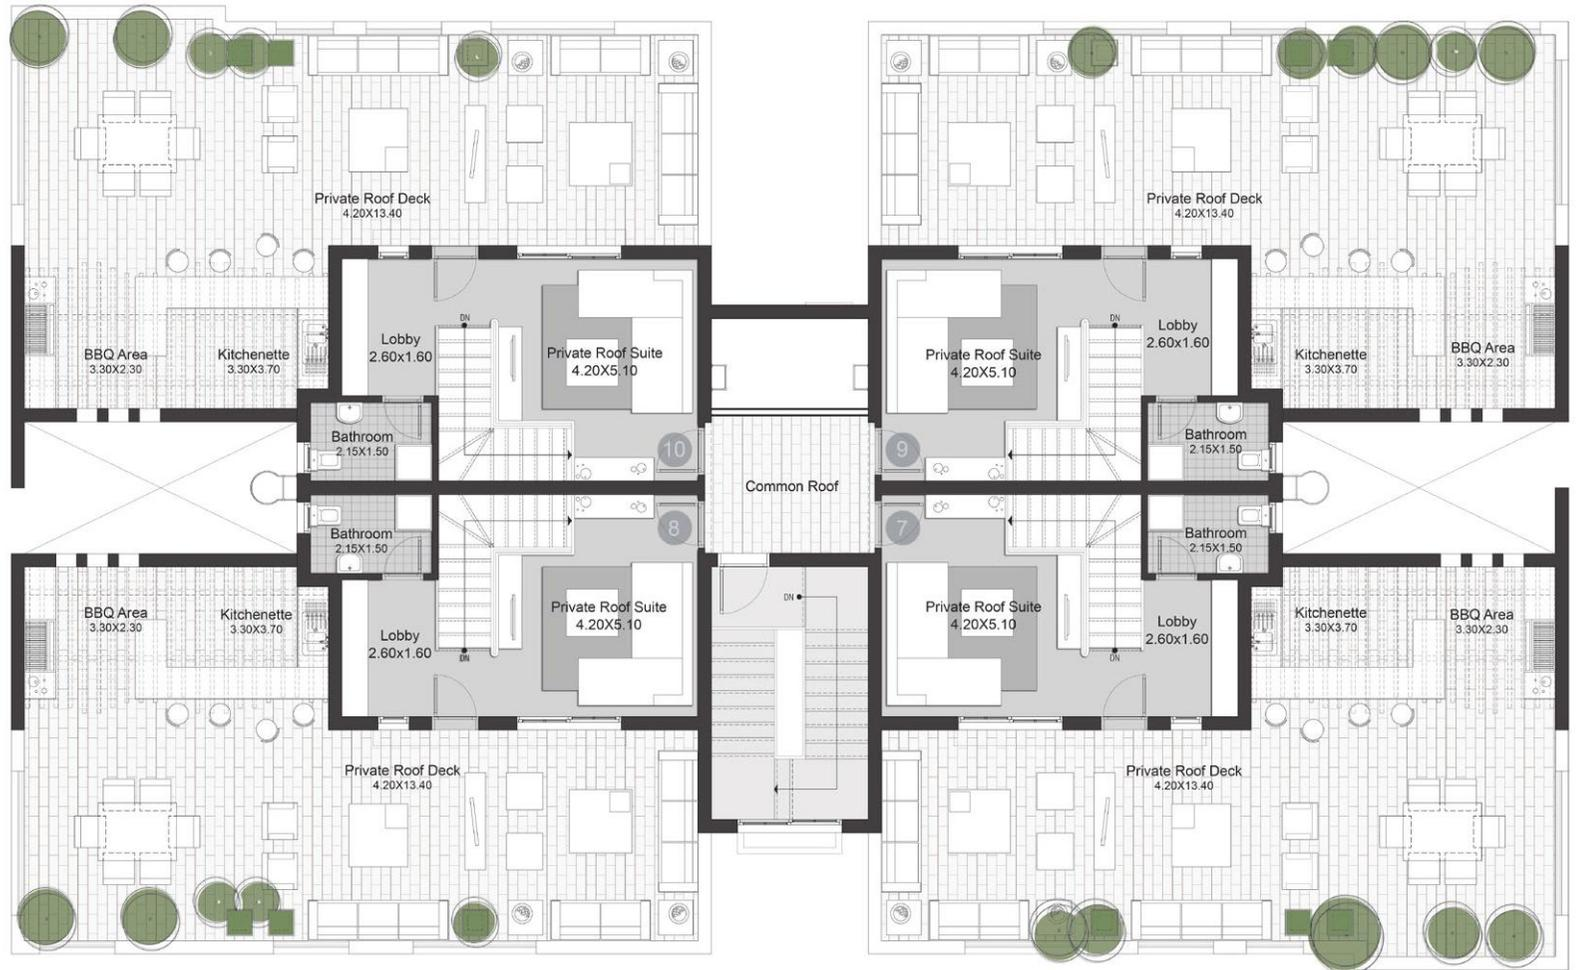 Private Roof Deck
4.20X13.40
Private Roof Deck
4.20X13.40
BBQ Area
3.30X2.30
Kitchenette
3.30X3.70
DN
Lobby
2.60x1.60
Private Roof Suite
4.20X5.10
Private Roof Suite
4.20X5.10
DN
Lobby
2.60x1.60
Kitchenette
3.30X3.70
BBQ Area
3.30X2.30
Bathroom
2.15X1.50
10
9
Bathroom
2.15X1.50
Common Roof
Bathroom
2.15X1.50
8
7
Bathroom
2.15X1.50
BBQ Area
3.30X2.30
Kitchenette
3.30X3.70
Lobby
2.60x1.60
DN
Private Roof Suite
4.20X5.10
DN
Private Roof Suite
4.20X5.10
Lobby
2.60x1.60
DN
Kitchenette
3.30X3.70
BBQ Area
3.30X2.30
Private Roof Deck
4.20X13.40
Private Roof Deck
4.20X13.40